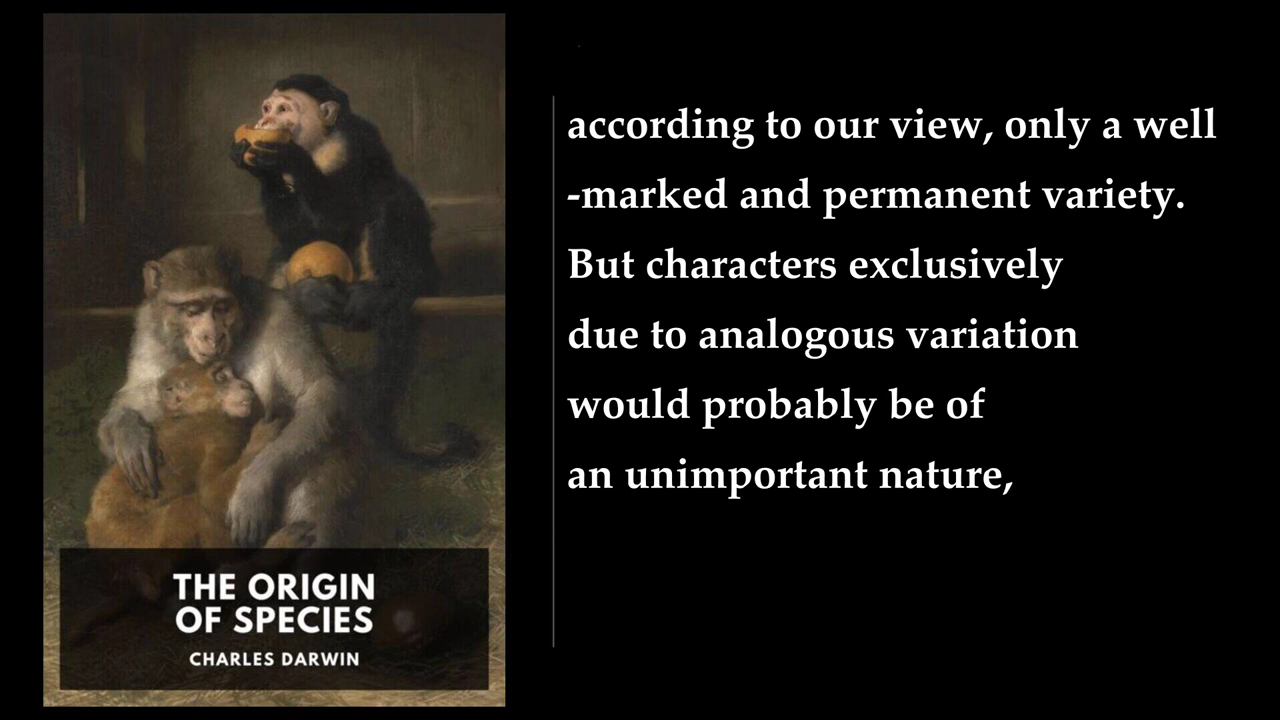 according to our view, only a well
-marked and permanent variety.
But characters exclusively
due to analogous variation
would probably be of
an unimportant nature,
THE ORIGIN
OF SPECIES
CHARLES DARWIN